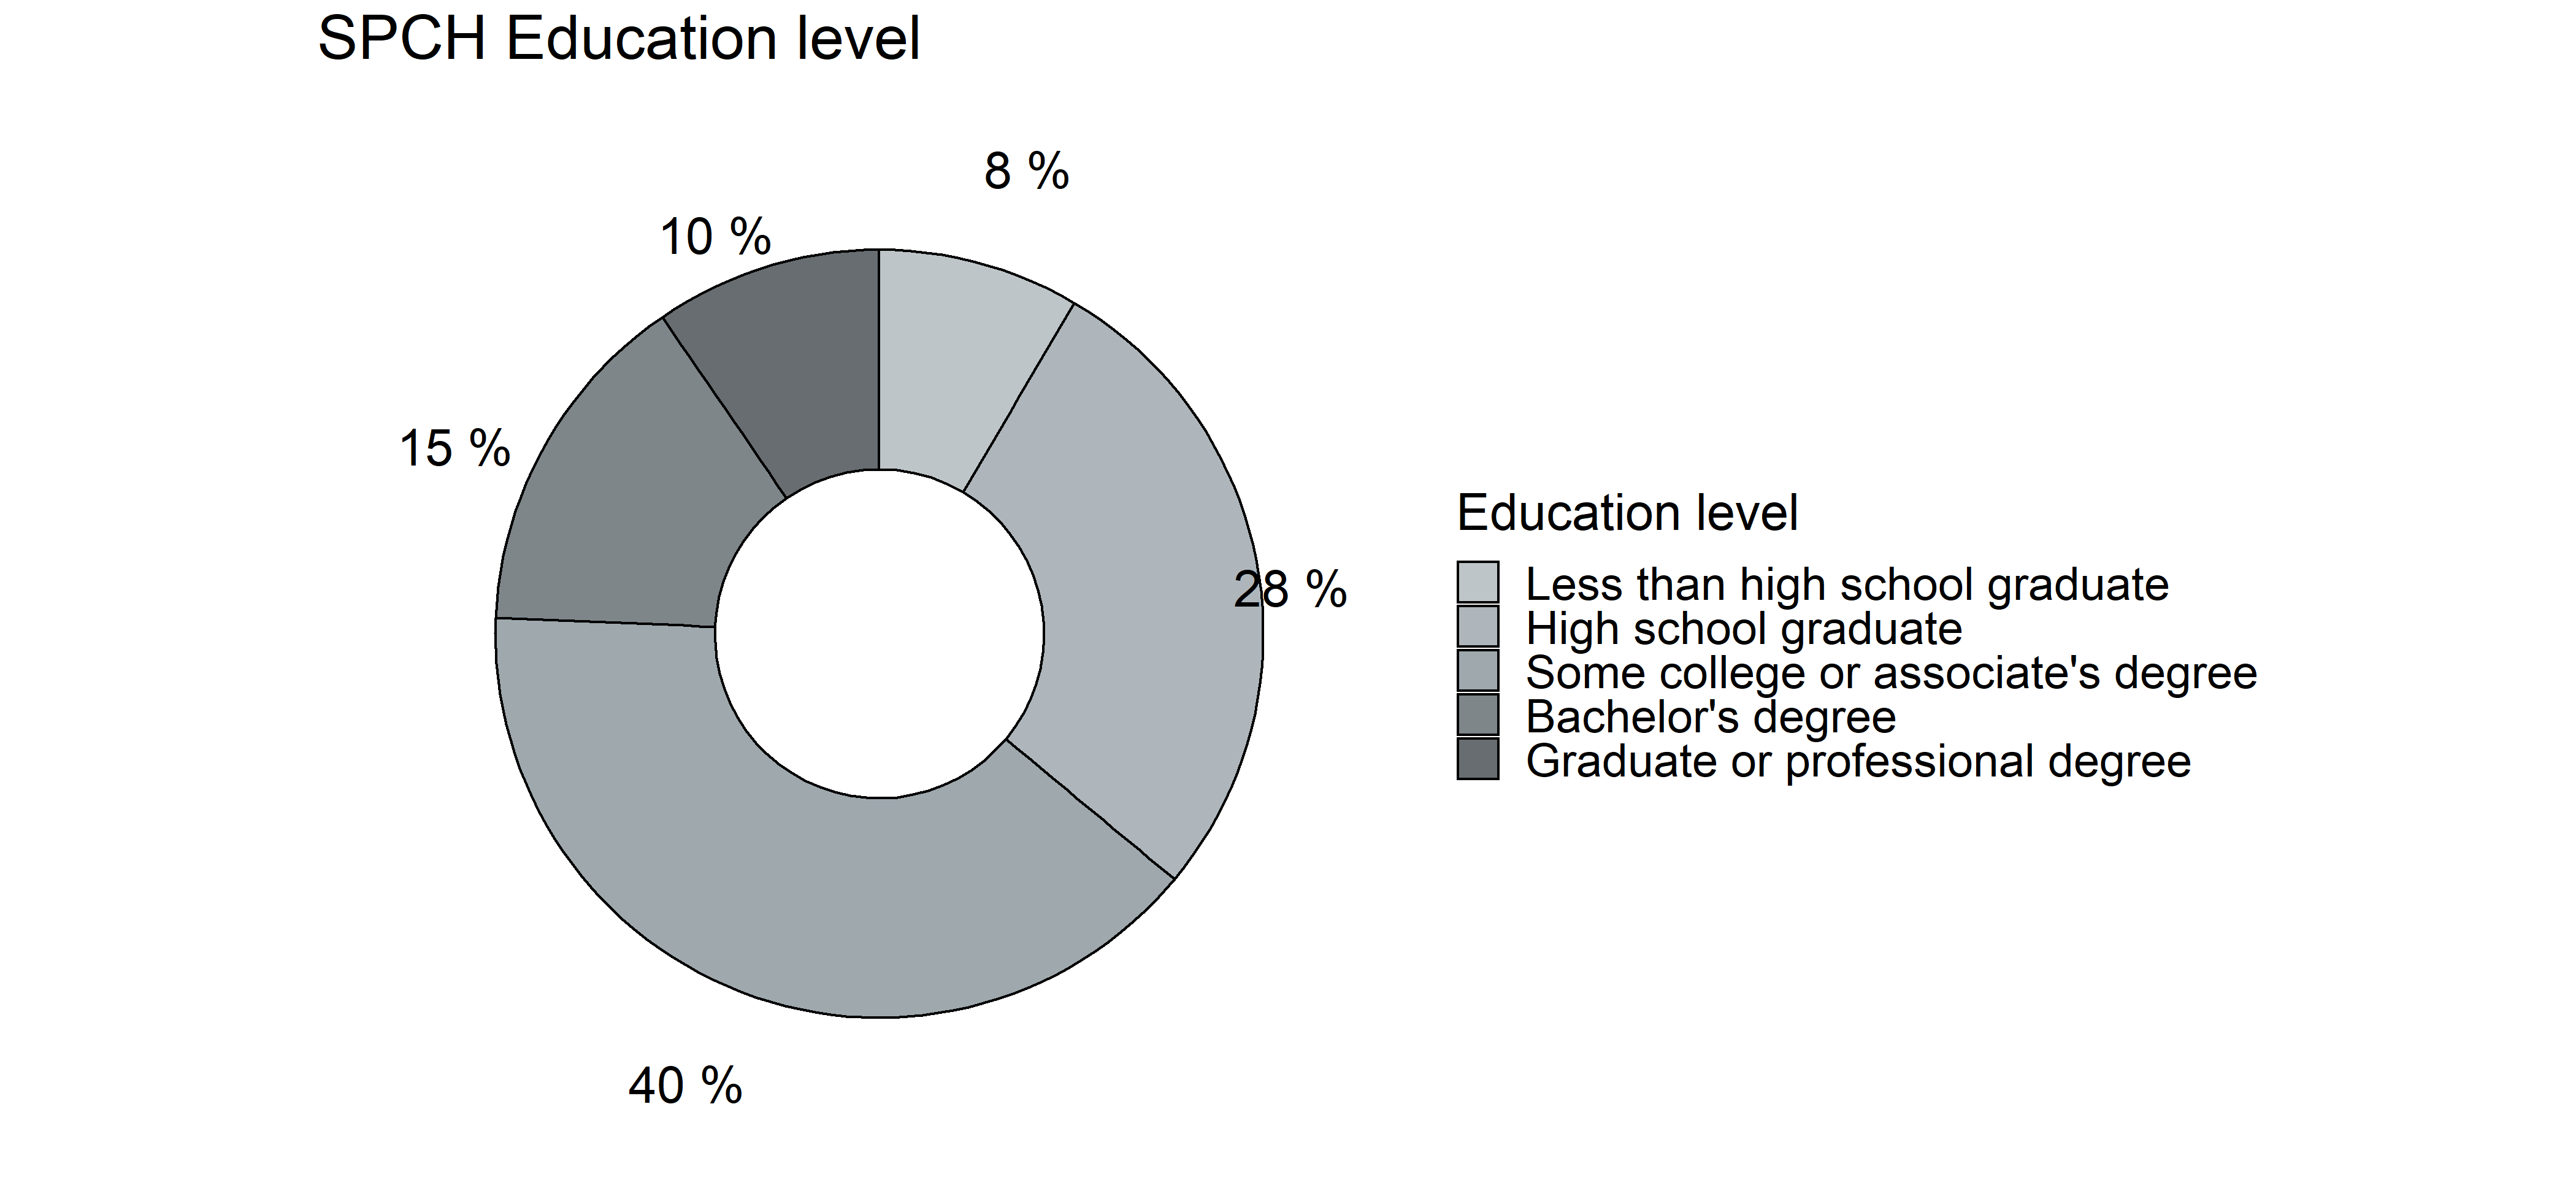 SPCH Education level
8 %
10 %
15 %
28 %
40 %
Education level
Less than high school graduate
High school graduate
Some college or associate's degree
Bachelor's degree
Graduate or professional degree